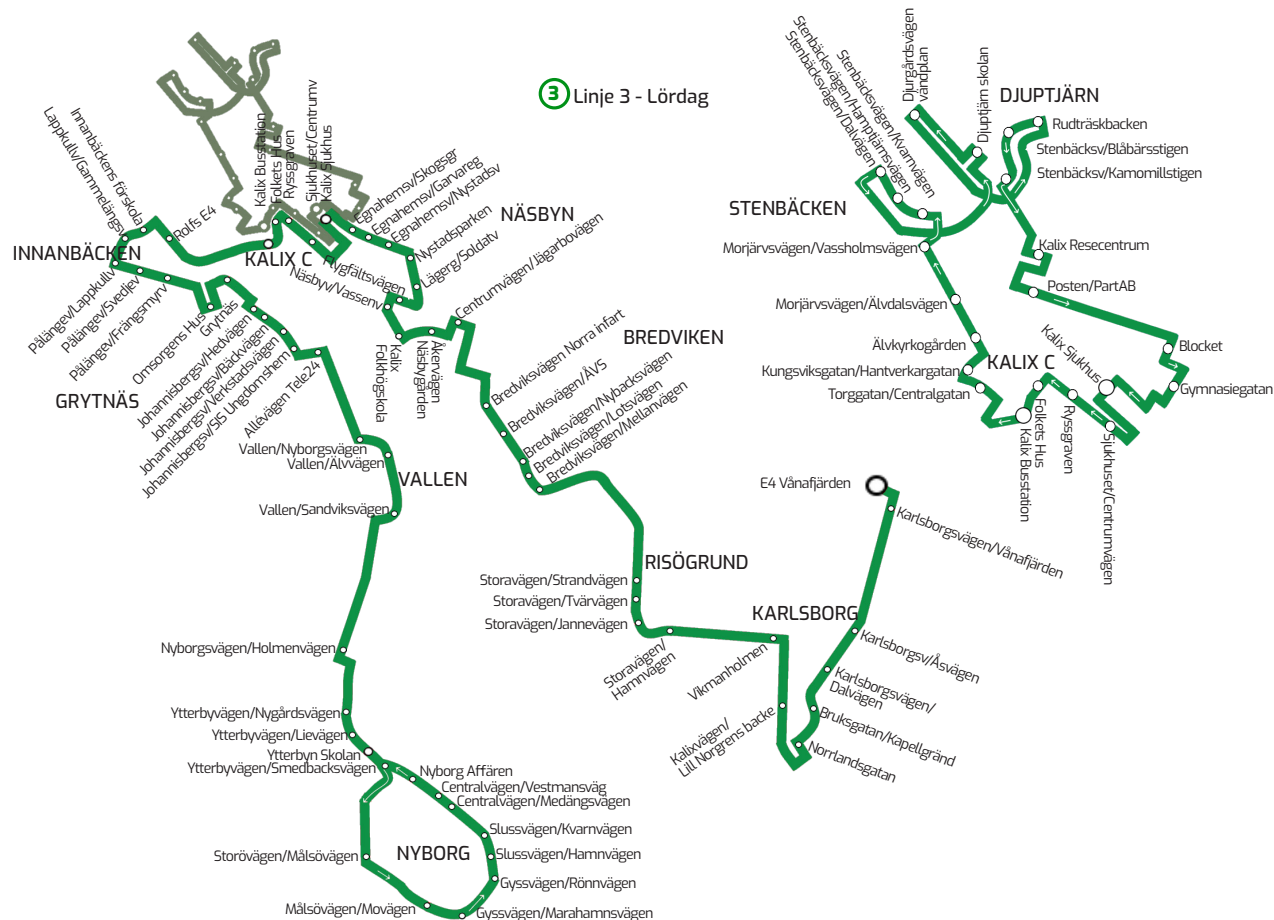 3 Linje 3 - Lördag
Kalix Busstation
Folkets Hus
Ryssgraven
Sjukhuset/Centrumv
Kalix sjukhus
Egnahemsv/Skogsgr
Egnahemsv/Garvareg
Egnahemsv/Nystadsv
Nystadsparken
Lägerg/Soldatv
NÄSBYN
Flygfältsvägen
Näsbyv/Vassenv
Kalix
Folkhögskola
Åkervägen
Näsbygården
Centrumvägen/Jägarbovägen
KALIX C
Rolfs E4
Innanbäckens förskola
Lappkullv/Gammelängsv
INNANBÄCKEN
Pålängev/Lappkullv
Pålängev/Svedjev
Pålängev/Frängsmyrv
Omsorgens Hus
Grytnäs
GRYTNÄS
Johannisbergsv/Hedvägen
Johannisbergsv/Bäckvägen
Johannisbergsv/Verkstadsvägen
Johannisbergsv/SIS Ungdomshem
Allévägen Tele24
Vallen/Nyborgsvägen
Vallen/Älvvägen
VALLEN
Vallen/Sandviksvägen
Nyborgsvägen/Holmenvägen
Ytterbyvägen/Nygårdsvägen
Ytterbyvägen/Lievägen
Ytterbyn Skolan
Ytterbyvägen/Smedbacksvägen
Nyborg Affären
Centralvägen/Vestmansväg
Centralvägen/Medängsvägen
Slussvägen/Kvarnvägen
NYBORG
Slussvägen/Hamnvägen
Storövägen/Målsövägen
Gyssvägen/Rönnvägen
Målsövägen/Movägen
Gyssvägen/Marahamnsvägen
BREDVIKEN
Bredviksvägen Norra infart
Bredviksvägen/ÅVS
Bredviksvägen/Nybacksvägen
Bredviksvägen/Lotsvägen
Bredviksvägen/Mellanvägen
RISÖGRUND
Storavägen/Strandvägen
Storavägen/Tvärvägen
Storavägen/Jannevägen
Storavägen/
Hamnvägen
Vikmanholmen
KARLSBORG
Kalixvägen/
Lill Norgrens backe
Norrlandsgatan
Bruksgatan/Kapellgränd
Karlsborgsvägen/
Dalvägen
Karlsborgsv/Åsvägen
Karlsborgsvägen/Vånafjärden
E4 Vånafjärden
DJUPTJÄRN
Djurgårdsvägen
vändplan
Djuptjärn skolan
Rudträskbacken
Stenbäcksv/Blåbärsstigen
Stenbäcksv/Kamomillstigen
Stenbäcksvägen/Kvarnvägen
Stenbäcksvägen/Hamptjärnsvägen
Stenbäcksvägen/Dalvägen
STENBÄCKEN
Morjärvsvägen/Vassholmsvägen
Morjärvsvägen/Älvdalsvägen
Älvkyrkogården
Kungsviksgatan/Hantverkargatan
Torggatan/Centralgatan
KALIX C
Kalix Resecentrum
Posten/PartAB
Blocket
Gymnasiegatan
Kalix Sjukhus
Sjukhuset/Centrumvägen
Ryssgraven
Folkets Hus
Kalix Busstation